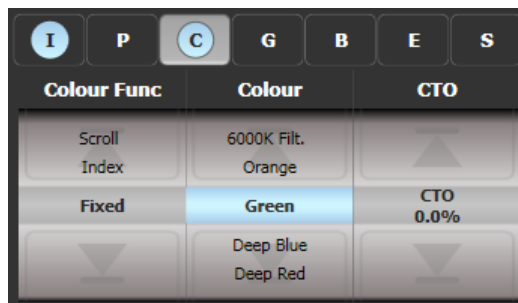 I P C G B E S
Colour Func Colour CTO
Scroll 6000K Filt.
Index Orange
Fixed Green CTO
0.0%
Deep Blue
Deep Red